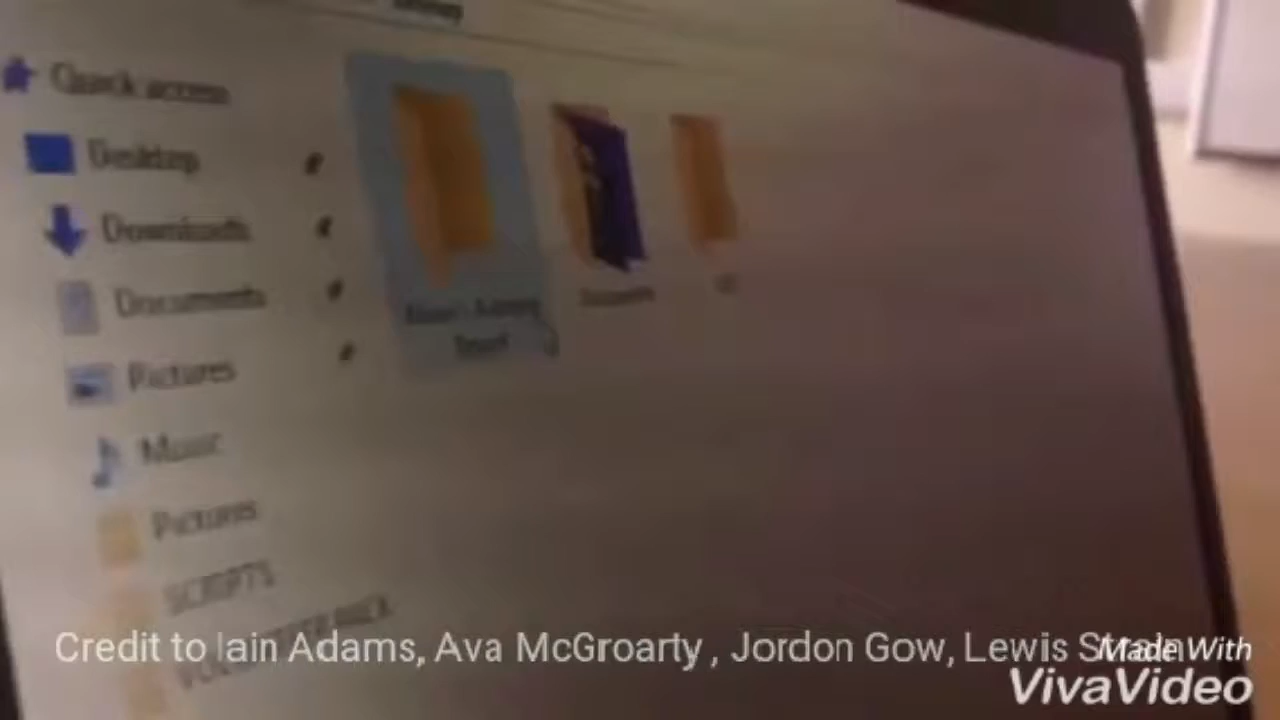 Quick access
Desktop
Downloads
Documents
Pictures
Music
Pictures
SCRIPTS
Credit to Iain Adams, Ava McGroarty , Jordon Gow, Lewis
Made With
VivaVideo